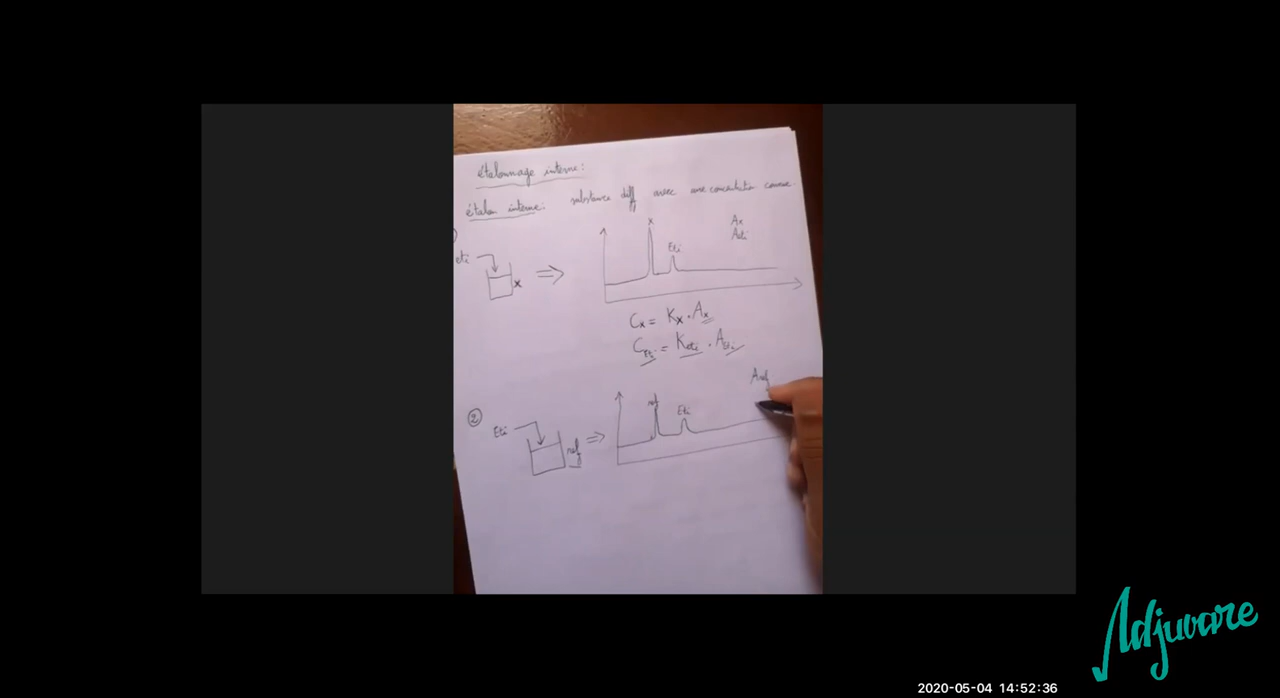 étalonnage interne:
étalon interne: substance diff avec une concentration connue
x
Ax
Aeti
Eti
eti
x
Cx = Kx . Ax
Ceti = Keti . AEti
Aref
2
ref
Eti
Eti
ref
Adjuvare
2020-05-04 14:52:36